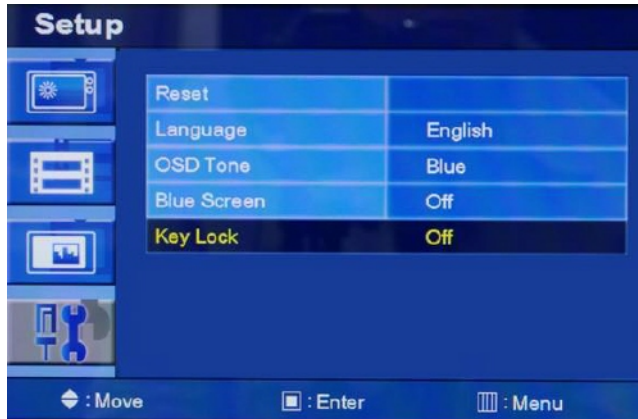 Setup
Reset
Language English
OSD Tone Blue
Blue Screen Off
Key Lock Off
: Move : Enter : Menu